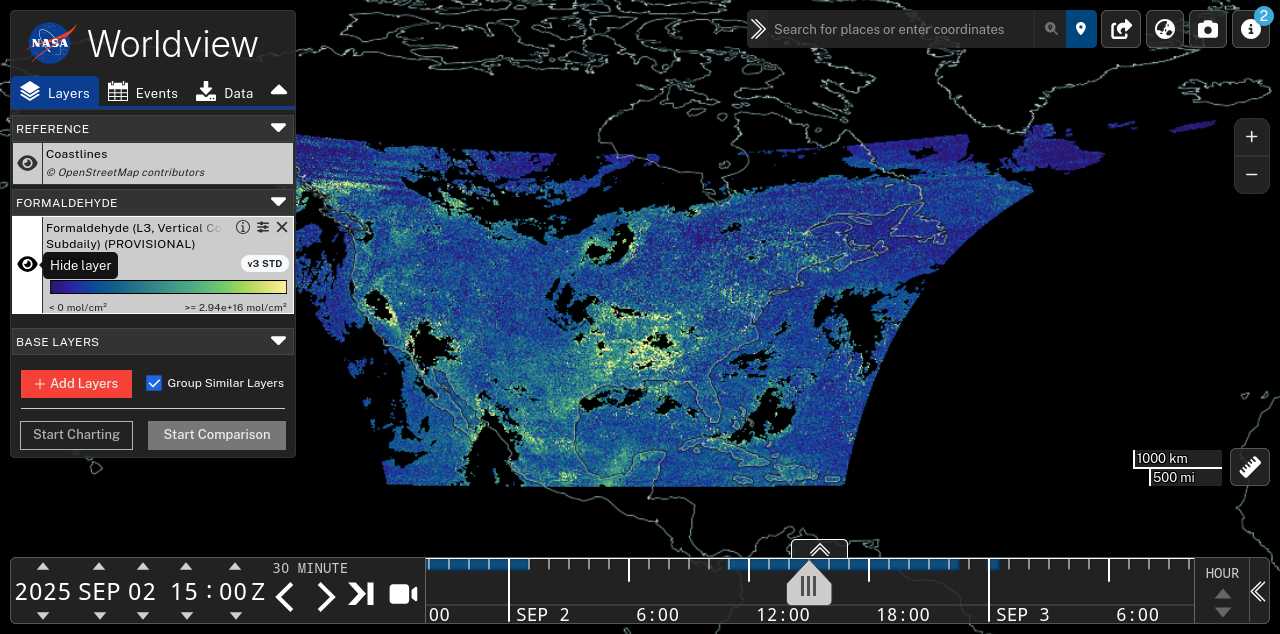 NASA
Worldview
Search for places or enter coordinates
2
Layers
Events
Data
REFERENCE
Coastlines
© OpenStreetMap contributors
FORMALDEHYDE
Formaldehyde (L3, Vertical Co
Subdaily) (PROVISIONAL)
Hide layer
v3 STD
< 0 mol/cm²
>= 2.94e+16 mol/cm²
BASE LAYERS
+ Add Layers
Group Similar Layers
Start Charting
Start Comparison
+
−
1000 km
500 mi
2025 SEP 02 15 : 00 Z
30 MINUTE
00
SEP 2
6:00
12:00
18:00
SEP 3
6:00
HOUR